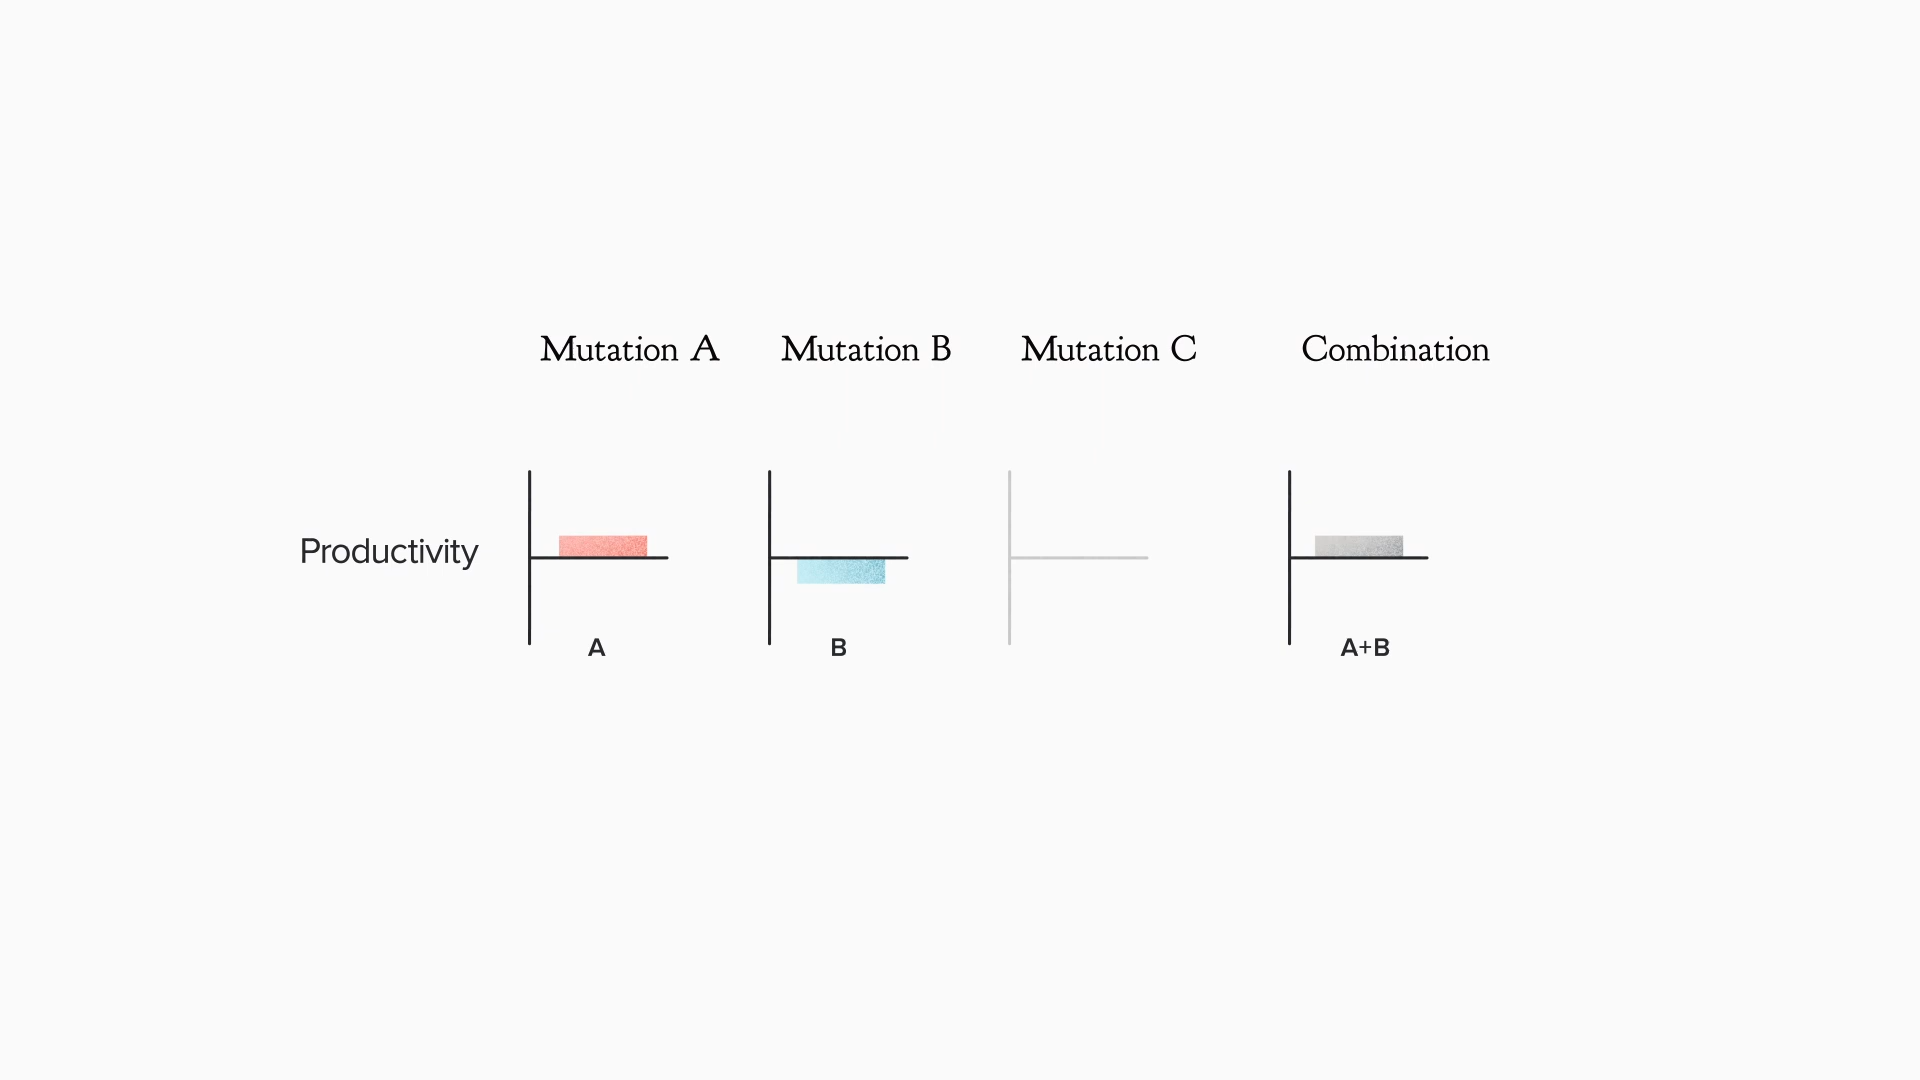 Mutation A
Mutation B
Mutation C
Combination
Productivity
A
B
A+B